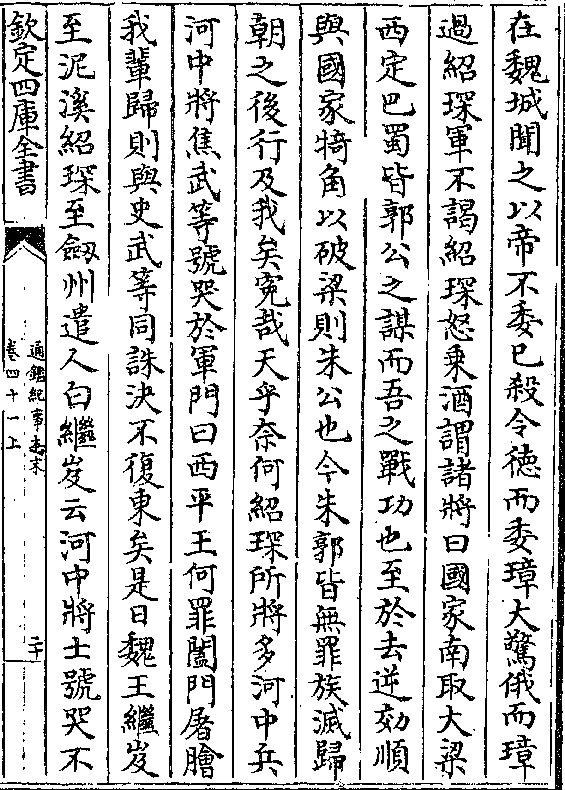 在魏城聞之以帝不委已殺令徳而委璋大驚俄而璋
過紹琛軍不謁紹琛怒乗酒謂諸將曰國家南取大梁
西定巴蜀皆郭公之謀而吾之戰功也至於去逆効順
與國家犄角以破梁則朱公也今朱郭皆無罪族滅歸
朝之後行及我矣寃哉天乎奈何紹琛所將多河中兵
河中將焦武等號哭於軍門曰西平王何罪闔門屠膾
我輩歸則與史武等同誅決不復東矣是日魏王繼岌
至泥溪紹琛至劔州遣人白繼岌云河中將士號哭不
欽定四庫全書
通鑑紀事本末
卷四十一上
二十